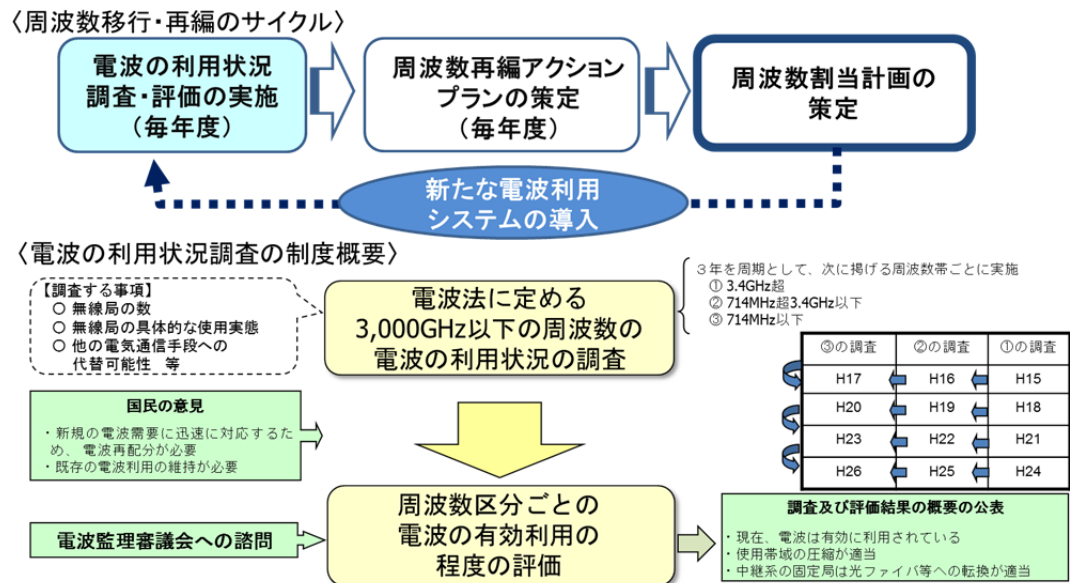 〈周波数移行・再編のサイクル〉
電波の利用状況
調査・評価の実施
（毎年度）
周波数再編アクション
プランの策定
（毎年度）
周波数割当計画の
策定
新たな電波利用
システムの導入
〈電波の利用状況調査の制度概要〉
【調査する事項】
○ 無線局の数
○ 無線局の具体的な使用実態
○ 他の電気通信手段への
代替可能性 等
電波法に定める
3,000GHz以下の周波数の
電波の利用状況の調査
３年を周期として、次に掲げる周波数帯ごとに実施
① 3.4GHz超
② 714MHz超3.4GHz以下
③ 714MHz以下
③の調査 ②の調査 ①の調査
H17 H16 H15
H20 H19 H18
H23 H22 H21
H26 H25 H24
国民の意見
・新規の電波需要に迅速に対応するた
め、 電波再配分が必要
・既存の電波利用の維持が必要
電波監理審議会への諮問
周波数区分ごとの
電波の有効利用の
程度の評価
調査及び評価結果の概要の公表
・現在、電波は有効に利用されている
・使用帯域の圧縮が適当
・中継系の固定局は光ファイバ等への転換が適当